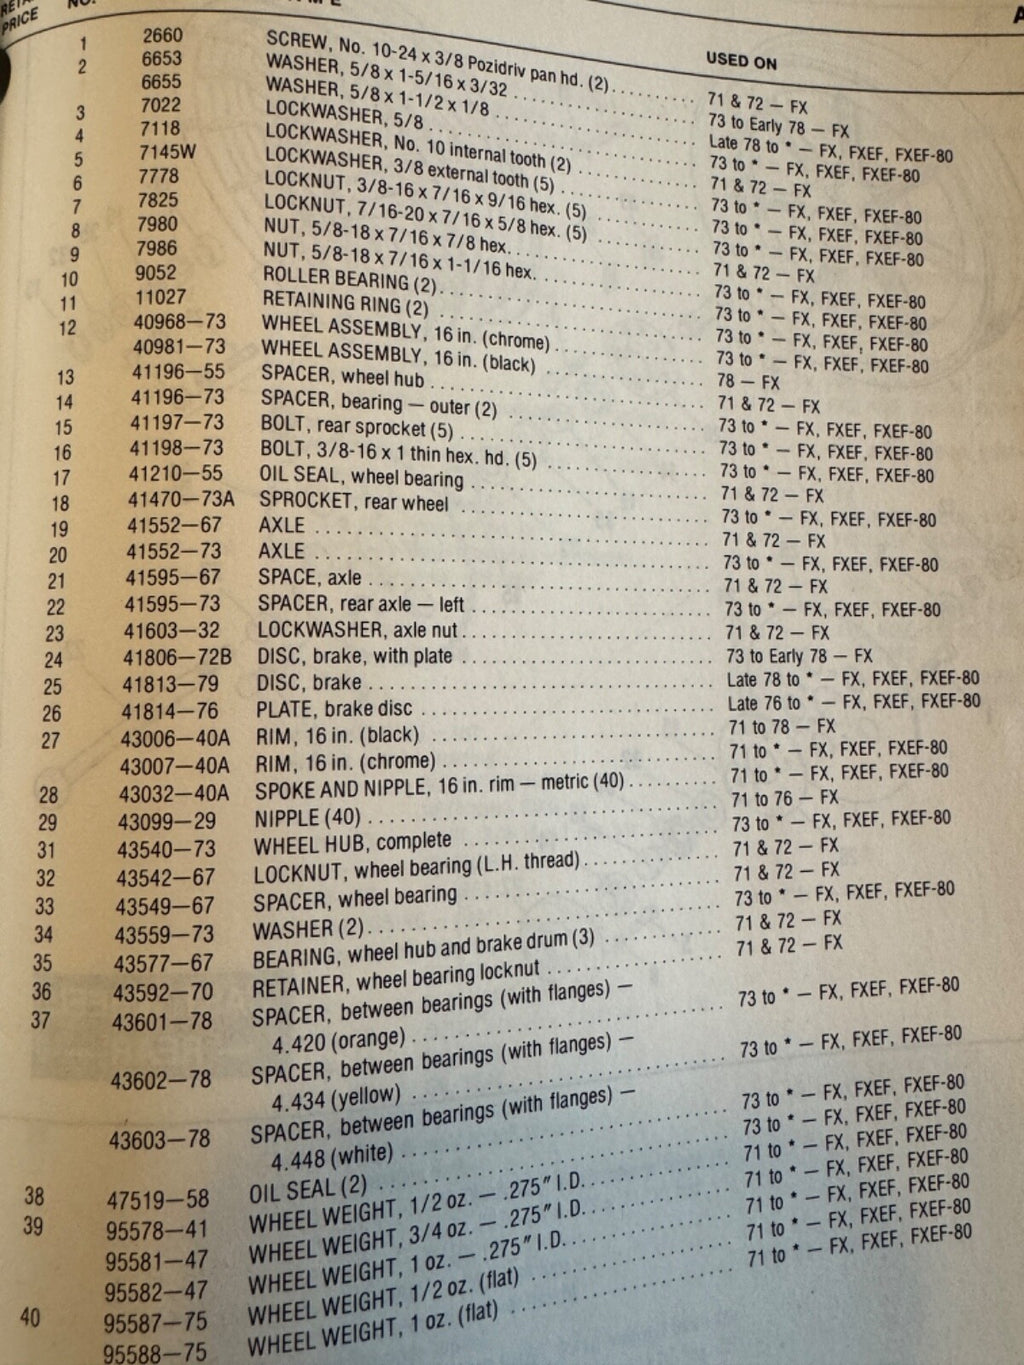 PRICE
USED ON
A
1 2660 SCREW, No. 10-24 x 3/8 Pozidriv pan hd. (2) .......... 71 & 72 — FX
2 6653 WASHER, 5/8 x 1-5/16 x 3/32 .......... 73 to Early 78 — FX
6655 WASHER, 5/8 x 1-1/2 x 1/8 .......... Late 78 to * — FX, FXEF, FXEF-80
3 7022 LOCKWASHER, 5/8 .......... 73 to * — FX, FXEF, FXEF-80
4 7118 LOCKWASHER, No. 10 internal tooth (2) .......... 71 & 72 — FX
5 7145W LOCKWASHER, 3/8 external tooth (5) .......... 73 to * — FX, FXEF, FXEF-80
6 7778 LOCKNUT, 3/8-16 x 7/16 x 9/16 hex. (5) .......... 73 to * — FX, FXEF, FXEF-80
7 7825 LOCKNUT, 7/16-20 x 7/16 x 5/8 hex. (5) .......... 73 to * — FX, FXEF, FXEF-80
8 7980 NUT, 5/8-18 x 7/16 x 7/8 hex. .......... 71 & 72 — FX
9 7986 NUT, 5/8-18 x 7/16 x 1-1/16 hex. .......... 73 to * — FX, FXEF, FXEF-80
10 9052 ROLLER BEARING (2) .......... 73 to * — FX, FXEF, FXEF-80
11 11027 RETAINING RING (2) .......... 73 to * — FX, FXEF, FXEF-80
12 40968—73 WHEEL ASSEMBLY, 16 in. (chrome) .......... 73 to * — FX, FXEF, FXEF-80
40981—73 WHEEL ASSEMBLY, 16 in. (black) .......... 78 — FX
13 41196—55 SPACER, wheel hub .......... 71 & 72 — FX
14 41196—73 SPACER, bearing — outer (2) .......... 73 to * — FX, FXEF, FXEF-80
15 41197—73 BOLT, rear sprocket (5) .......... 73 to * — FX, FXEF, FXEF-80
16 41198—73 BOLT, 3/8-16 x 1 thin hex. hd. (5) .......... 73 to * — FX, FXEF, FXEF-80
17 41210—55 OIL SEAL, wheel bearing .......... 71 & 72 — FX
18 41470—73A SPROCKET, rear wheel .......... 73 to * — FX, FXEF, FXEF-80
19 41552—67 AXLE .......... 71 & 72 — FX
20 41552—73 AXLE .......... 73 to * — FX, FXEF, FXEF-80
21 41595—67 SPACE, axle .......... 71 & 72 — FX
22 41595—73 SPACER, rear axle — left .......... 73 to * — FX, FXEF, FXEF-80
23 41603—32 LOCKWASHER, axle nut .......... 71 & 72 — FX
24 41806—72B DISC, brake, with plate .......... 73 to Early 78 — FX
25 41813—79 DISC, brake .......... Late 78 to * — FX, FXEF, FXEF-80
26 41814—76 PLATE, brake disc .......... Late 76 to * — FX, FXEF, FXEF-80
27 43006—40A RIM, 16 in. (black) .......... 71 to 78 — FX
43007—40A RIM, 16 in. (chrome) .......... 71 to * — FX, FXEF, FXEF-80
28 43032—40A SPOKE AND NIPPLE, 16 in. rim — metric (40) .......... 71 to * — FX, FXEF, FXEF-80
29 43099—29 NIPPLE (40) .......... 71 to 76 — FX
31 43540—73 WHEEL HUB, complete .......... 73 to * — FX, FXEF, FXEF-80
32 43542—67 LOCKNUT, wheel bearing (L.H. thread) .......... 71 & 72 — FX
33 43549—67 SPACER, wheel bearing .......... 71 & 72 — FX
34 43559—73 WASHER (2) .......... 73 to * — FX, FXEF, FXEF-80
35 43577—67 BEARING, wheel hub and brake drum (3) .......... 71 & 72 — FX
36 43592—70 RETAINER, wheel bearing locknut .......... 71 & 72 — FX
37 43601—78 SPACER, between bearings (with flanges) —
4.420 (orange) .......... 73 to * — FX, FXEF, FXEF-80
43602—78 SPACER, between bearings (with flanges) —
4.434 (yellow) .......... 73 to * — FX, FXEF, FXEF-80
43603—78 SPACER, between bearings (with flanges) —
4.448 (white) .......... 73 to * — FX, FXEF, FXEF-80
38 47519—58 OIL SEAL (2) .......... 73 to * — FX, FXEF, FXEF-80
39 95578—41 WHEEL WEIGHT, 1/2 oz. — .275" I.D. .......... 71 to * — FX, FXEF, FXEF-80
95581—47 WHEEL WEIGHT, 3/4 oz. — .275" I.D. .......... 71 to * — FX, FXEF, FXEF-80
95582—47 WHEEL WEIGHT, 1 oz. — .275" I.D. .......... 71 to * — FX, FXEF, FXEF-80
40 95587—75 WHEEL WEIGHT, 1/2 oz. (flat) .......... 71 to * — FX, FXEF, FXEF-80
95588—75 WHEEL WEIGHT, 1 oz. (flat) .......... 71 to * — FX, FXEF, FXEF-80